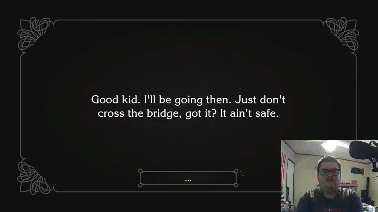 Good kid. I'll be going then. Just don't
cross the bridge, got it? It ain't safe.
...